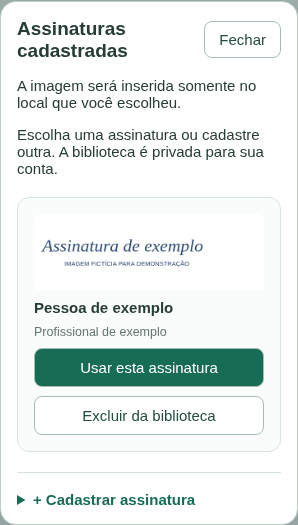 Assinaturas
cadastradas
Fechar
A imagem será inserida somente no
local que você escolheu.
Escolha uma assinatura ou cadastre
outra. A biblioteca é privada para sua
conta.
Assinatura de exemplo
IMAGEM FICTÍCIA PARA DEMONSTRAÇÃO
Pessoa de exemplo
Profissional de exemplo
Usar esta assinatura
Excluir da biblioteca
+ Cadastrar assinatura